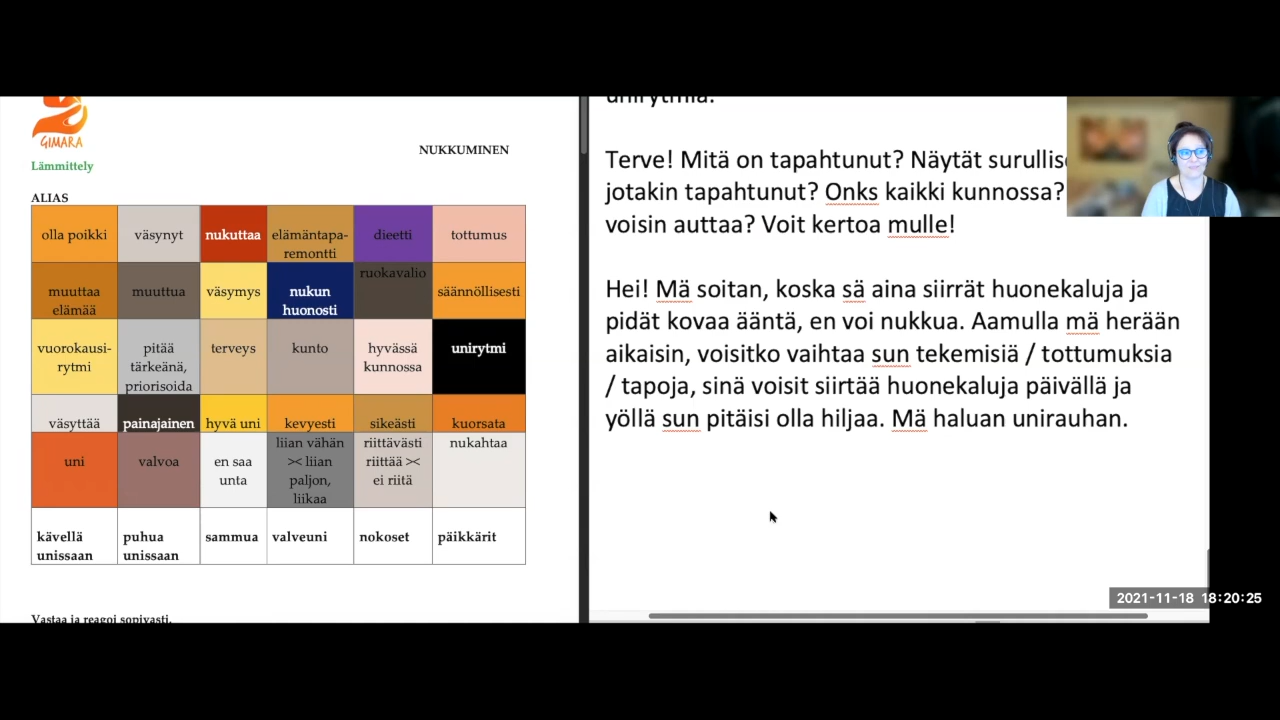 GIMARA
NUKKUMINEN
Lämmittely
ALIAS
olla poikki väsynyt nukuttaa elämäntapa- dieetti tottumus
remontti
muuttaa muuttua väsymys nukun ruokavalio säännöllisesti
elämää huonosti
vuorokausi- pitää terveys kunto hyvässä unirytmi
rytmi tärkeänä, kunnossa
priorisoida
väsyttää painajainen hyvä uni kevyesti sikeästi kuorsata
uni valvoa en saa liian vähän riittävästi nukahtaa
unta >< liian riittää ><
paljon, ei riitä
liikaa
kävellä puhua sammua valveuni nokoset päikkärit
unissaan unissaan
Vastaa ja reagoi sopivasti.
unirytmiä.
Terve! Mitä on tapahtunut? Näytät
jotakin tapahtunut? Onks kaikki kunnossa?
voisin auttaa? Voit kertoa mulle!
Hei! Mä soitan, koska sä aina siirrät huonekaluja ja
pidät kovaa ääntä, en voi nukkua. Aamulla mä herään
aikaisin, voisitko vaihtaa sun tekemisiä / tottumuksia
/ tapoja, sinä voisit siirtää huonekaluja päivällä ja
yöllä sun pitäisi olla hiljaa. Mä haluan unirauhan.
2021-11-18 18:20:25